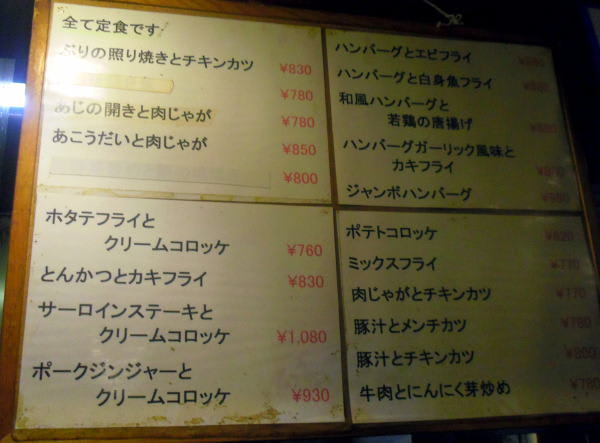 全て定食です
ぶりの照り焼きとチキンカツ ¥830
¥780
あじの開きと肉じゃが ¥780
あこうだいと肉じゃが ¥850
¥800
ハンバーグとエビフライ
ハンバーグと白身魚フライ
和風ハンバーグと
若鶏の唐揚げ
ハンバーグガーリック風味と
カキフライ
ジャンボハンバーグ
ホタテフライと
クリームコロッケ ¥760
とんかつとカキフライ ¥830
サーロインステーキと
クリームコロッケ ¥1,080
ポークジンジャーと
クリームコロッケ ¥930
ポテトコロッケ
ミックスフライ ¥770
肉じゃがとチキンカツ ¥770
豚汁とメンチカツ ¥780
豚汁とチキンカツ ¥800
牛肉とにんにく芽炒め ¥780